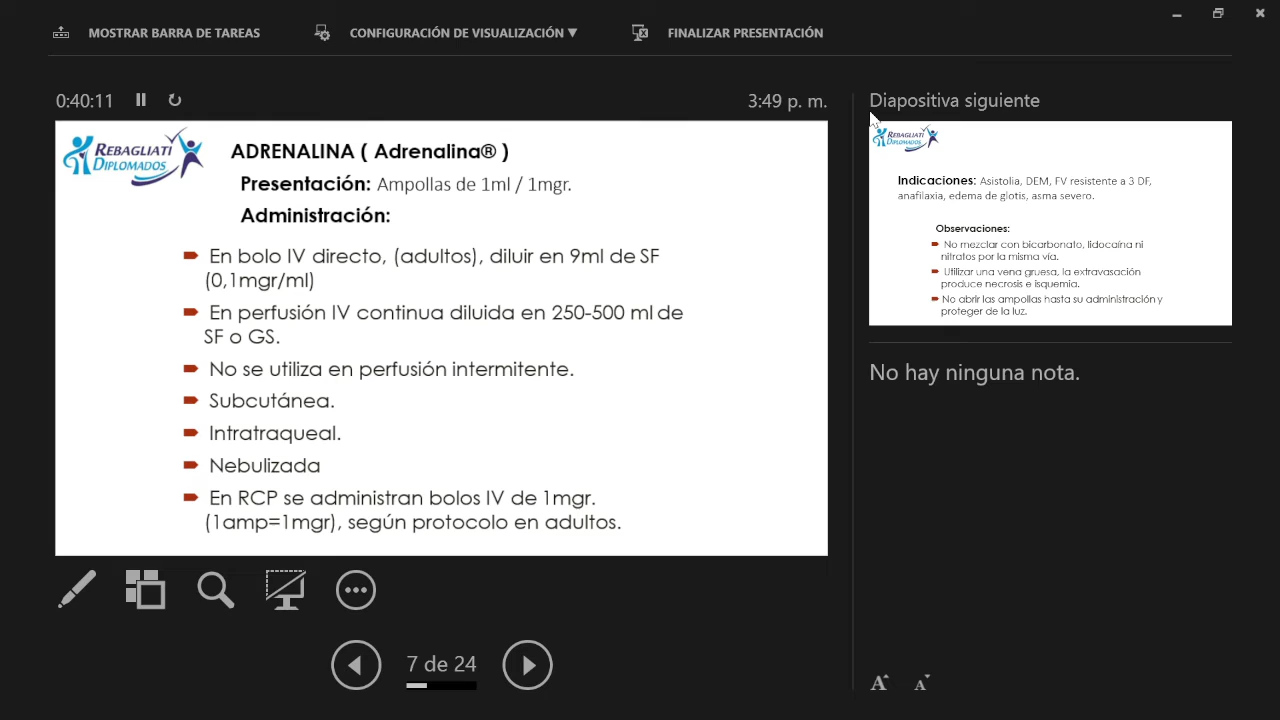 MOSTRAR BARRA DE TAREAS
CONFIGURACIÓN DE VISUALIZACIÓN ▼
FINALIZAR PRESENTACIÓN
0:40:11
3:49 p. m.
REBAGLIATI
DIPLOMADOS
ADRENALINA ( Adrenalina® )
Presentación: Ampollas de 1ml / 1mgr.
Administración:
En bolo IV directo, (adultos), diluir en 9ml de SF
(0,1mgr/ml)
En perfusión IV continua diluida en 250-500 ml de
SF o GS.
No se utiliza en perfusión intermitente.
Subcutánea.
Intratraqueal.
Nebulizada
En RCP se administran bolos IV de 1mgr.
(1amp=1mgr), según protocolo en adultos.
7 de 24
Diapositiva siguiente
REBAGLIATI
DIPLOMADOS
Indicaciones: Asistolia, DEM, FV resistente a 3 DF,
anafilaxia, edema de glotis, asma severo.
Observaciones:
No mezclar con bicarbonato, lidocaína ni
nitratos por la misma vía.
Utilizar una vena gruesa, la extravasación
produce necrosis e isquemia.
No abrir las ampollas hasta su administración y
proteger de la luz.
No hay ninguna nota.
A A